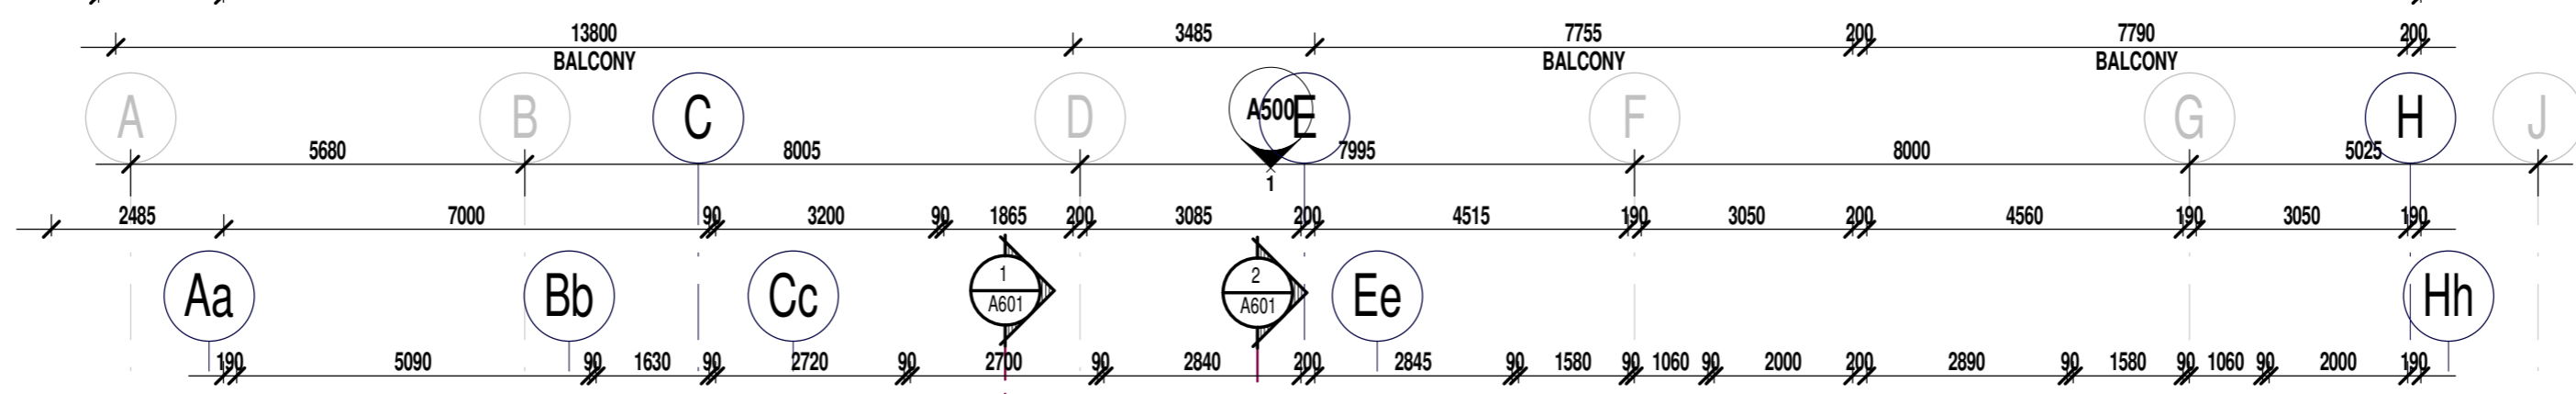 13800 3485 7755 200 7790 200
BALCONY BALCONY BALCONY
A B C D A500 E F G H J
5680 8005 7995 8000 5025
1
2485 7000 90 3200 90 1865 200 3085 200 4515 190 3050 200 4560 190 3050 190
Aa Bb Cc 1 A601 2 A601 Ee Hh
190 5090 90 1630 90 2720 90 2700 90 2840 200 2845 90 1580 90 1060 90 2000 200 2890 90 1580 90 1060 90 2000 190